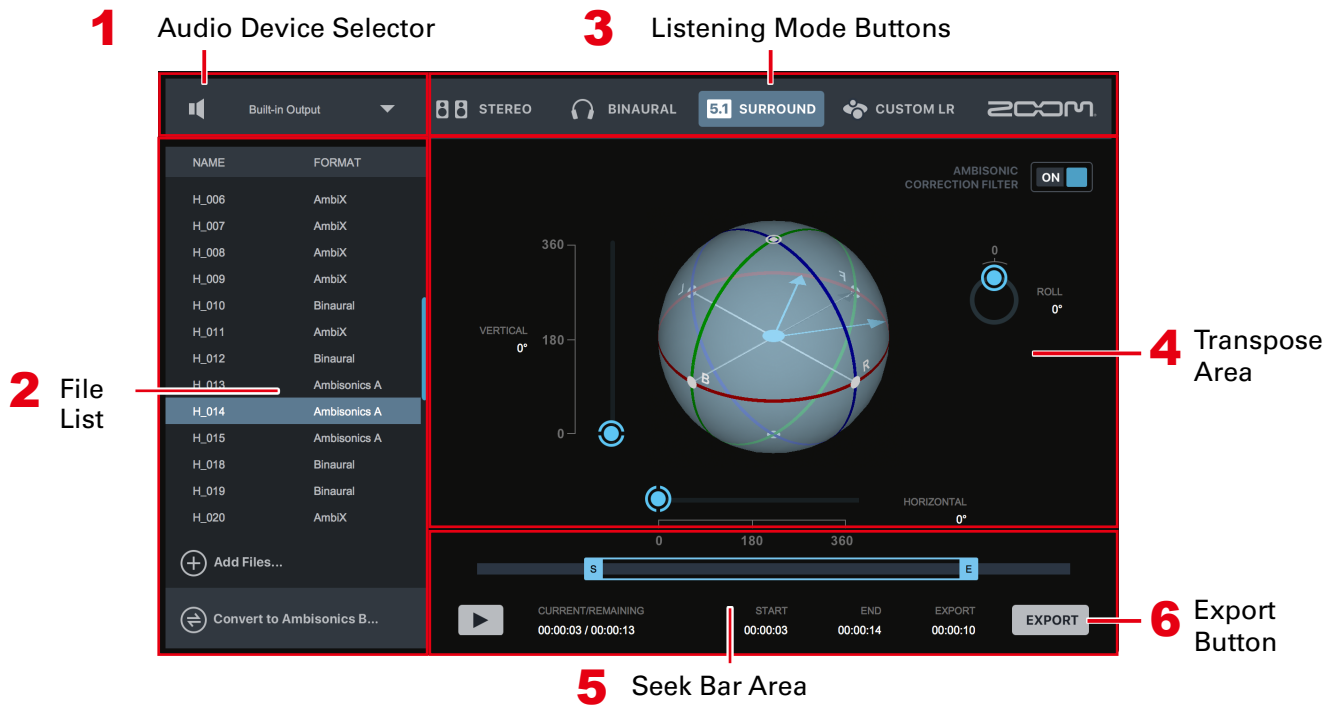 1 Audio Device Selector
3 Listening Mode Buttons
Built-in Output
STEREO
BINAURAL
5.1 SURROUND
CUSTOM LR
ZOOM
NAME FORMAT
H_006 AmbiX
H_007 AmbiX
H_008 AmbiX
H_009 AmbiX
H_010 Binaural
H_011 AmbiX
H_012 Binaural
H_013 Ambisonics A
H_014 Ambisonics A
H_015 Ambisonics A
H_018 Binaural
H_019 Binaural
H_020 AmbiX
Add Files...
Convert to Ambisonics B...
2 File
List
AMBISONIC
CORRECTION FILTER
ON
360
180
0
VERTICAL
0°
L
F
B
R
0
ROLL
0°
4 Transpose
Area
HORIZONTAL
0°
0 180 360
S E
CURRENT/REMAINING
00:00:03 / 00:00:13
START
00:00:03
END
00:00:14
EXPORT
00:00:10
EXPORT
6 Export
Button
5 Seek Bar Area